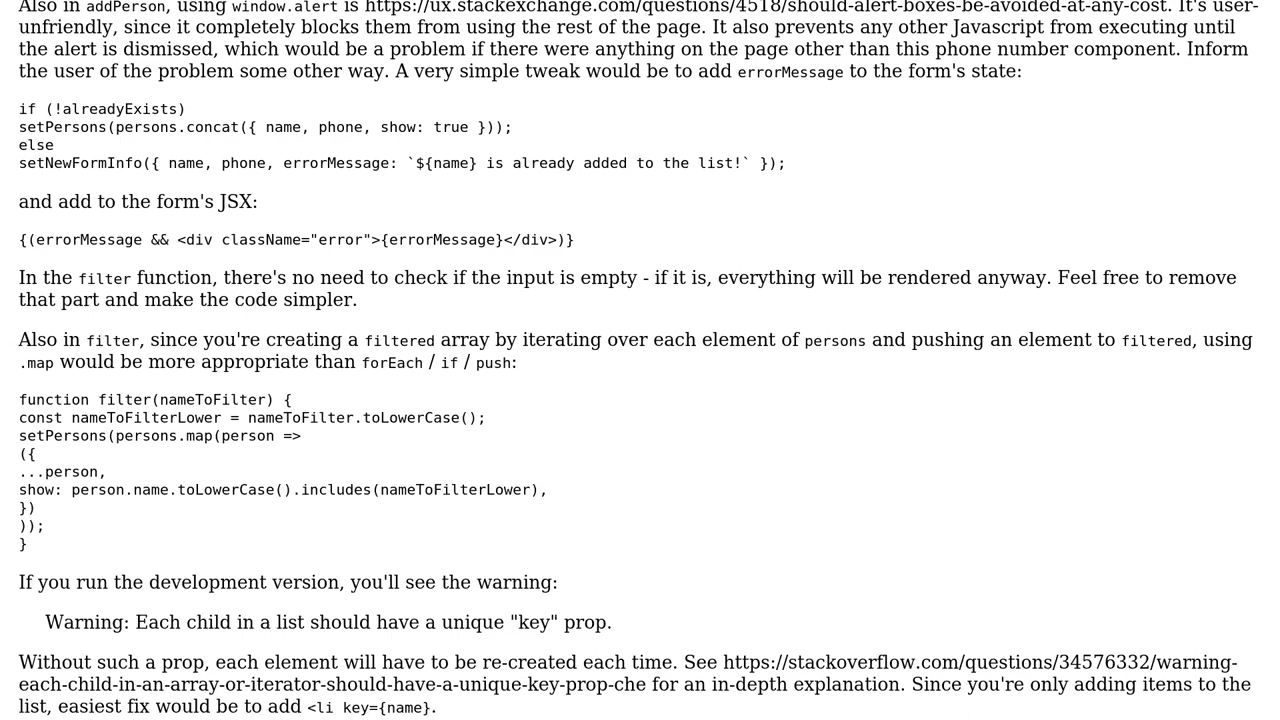 Also in addPerson, using window.alert is https://ux.stackexchange.com/questions/4518/should-alert-boxes-be-avoided-at-any-cost. It's user-
unfriendly, since it completely blocks them from using the rest of the page. It also prevents any other Javascript from executing until
the alert is dismissed, which would be a problem if there were anything on the page other than this phone number component. Inform
the user of the problem some other way. A very simple tweak would be to add errorMessage to the form's state:
if (!alreadyExists)
setPersons(persons.concat({ name, phone, show: true }));
else
setNewFormInfo({ name, phone, errorMessage: `${name} is already added to the list!` });
and add to the form's JSX:
{(errorMessage && <div className="error">{errorMessage}</div>)}
In the filter function, there's no need to check if the input is empty - if it is, everything will be rendered anyway. Feel free to remove
that part and make the code simpler.
Also in filter, since you're creating a filtered array by iterating over each element of persons and pushing an element to filtered, using
.map would be more appropriate than forEach / if / push:
function filter(nameToFilter) {
const nameToFilterLower = nameToFilter.toLowerCase();
setPersons(persons.map(person =>
({
...person,
show: person.name.toLowerCase().includes(nameToFilterLower),
})
));
}
If you run the development version, you'll see the warning:
Warning: Each child in a list should have a unique "key" prop.
Without such a prop, each element will have to be re-created each time. See https://stackoverflow.com/questions/34576332/warning-
each-child-in-an-array-or-iterator-should-have-a-unique-key-prop-che for an in-depth explanation. Since you're only adding items to the
list, easiest fix would be to add <li key={name}.